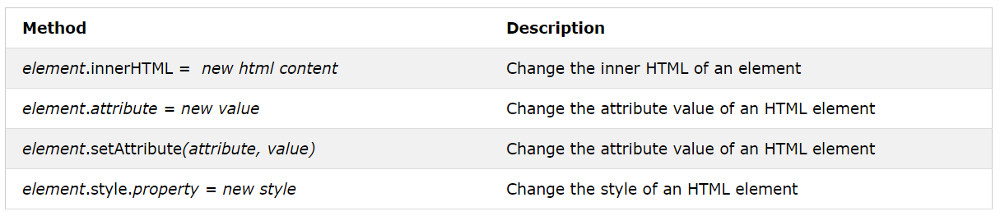 Method Description
element.innerHTML = new html content Change the inner HTML of an element
element.attribute = new value Change the attribute value of an HTML element
element.setAttribute(attribute, value) Change the attribute value of an HTML element
element.style.property = new style Change the style of an HTML element